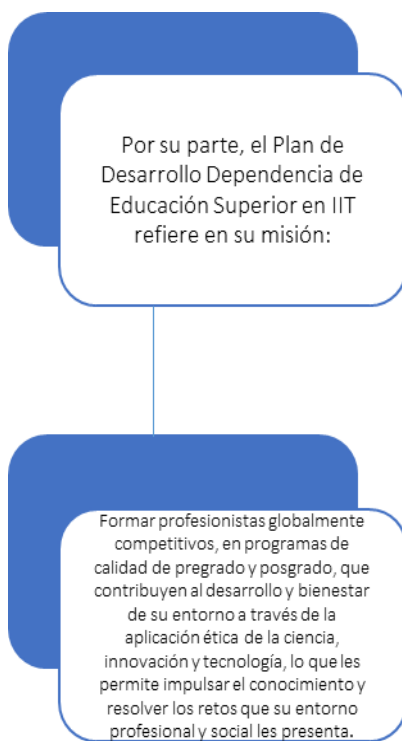 Por su parte, el Plan de
Desarrollo Dependencia de
Educación Superior en IIT
refiere en su misión:
Formar profesionistas globalmente
competitivos, en programas de
calidad de pregrado y posgrado, que
contribuyen al desarrollo y bienestar
de su entorno a través de la
aplicación ética de la ciencia,
innovación y tecnología, lo que les
permite impulsar el conocimiento y
resolver los retos que su entorno
profesional y social les presenta.